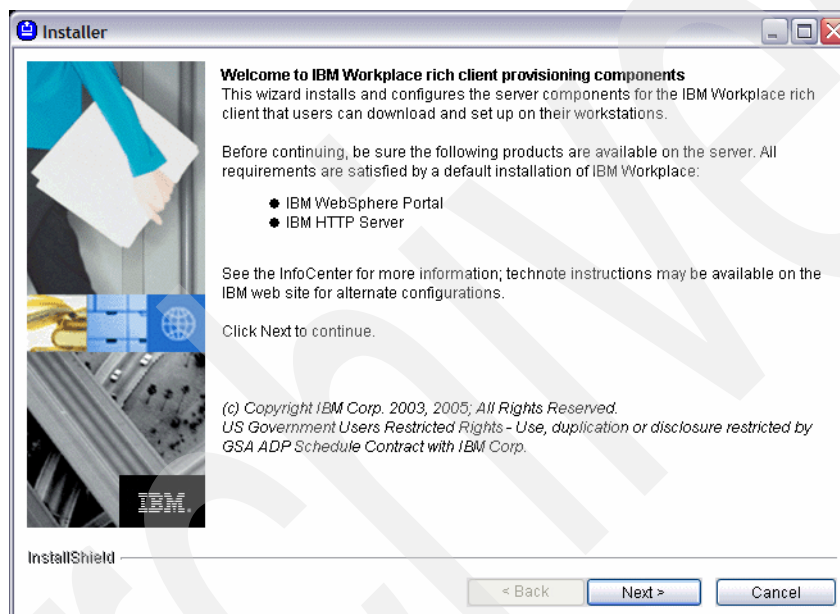 Installer
Welcome to IBM Workplace rich client provisioning components
This wizard installs and configures the server components for the IBM Workplace rich
client that users can download and set up on their workstations.
Before continuing, be sure the following products are available on the server. All
requirements are satisfied by a default installation of IBM Workplace:
IBM WebSphere Portal
IBM HTTP Server
See the InfoCenter for more information; technote instructions may be available on the
IBM web site for alternate configurations.
Click Next to continue.
(c) Copyright IBM Corp. 2003, 2005; All Rights Reserved.
US Government Users Restricted Rights - Use, duplication or disclosure restricted by
GSA ADP Schedule Contract with IBM Corp.
IBM.
InstallShield
< Back
Next >
Cancel